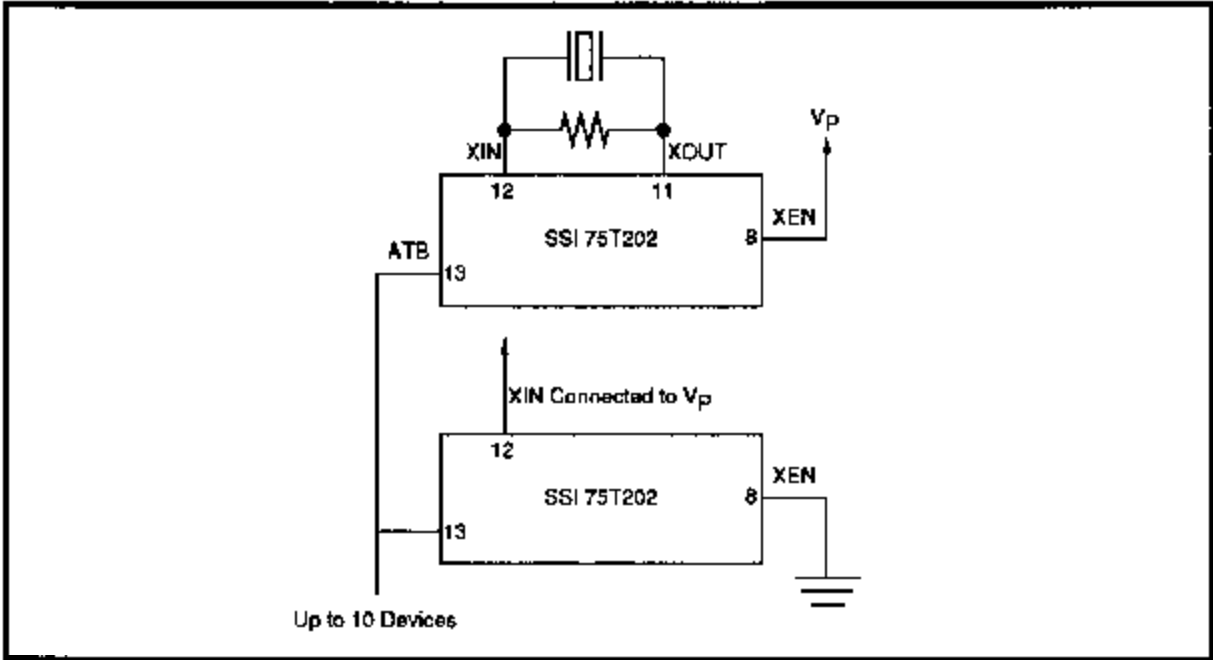 VP
XIN
XOUT
12
11
XEN
SSI 75T202
8
ATB
13
XIN Connected to VP
12
XEN
SSI 75T202
8
13
Up to 10 Devices